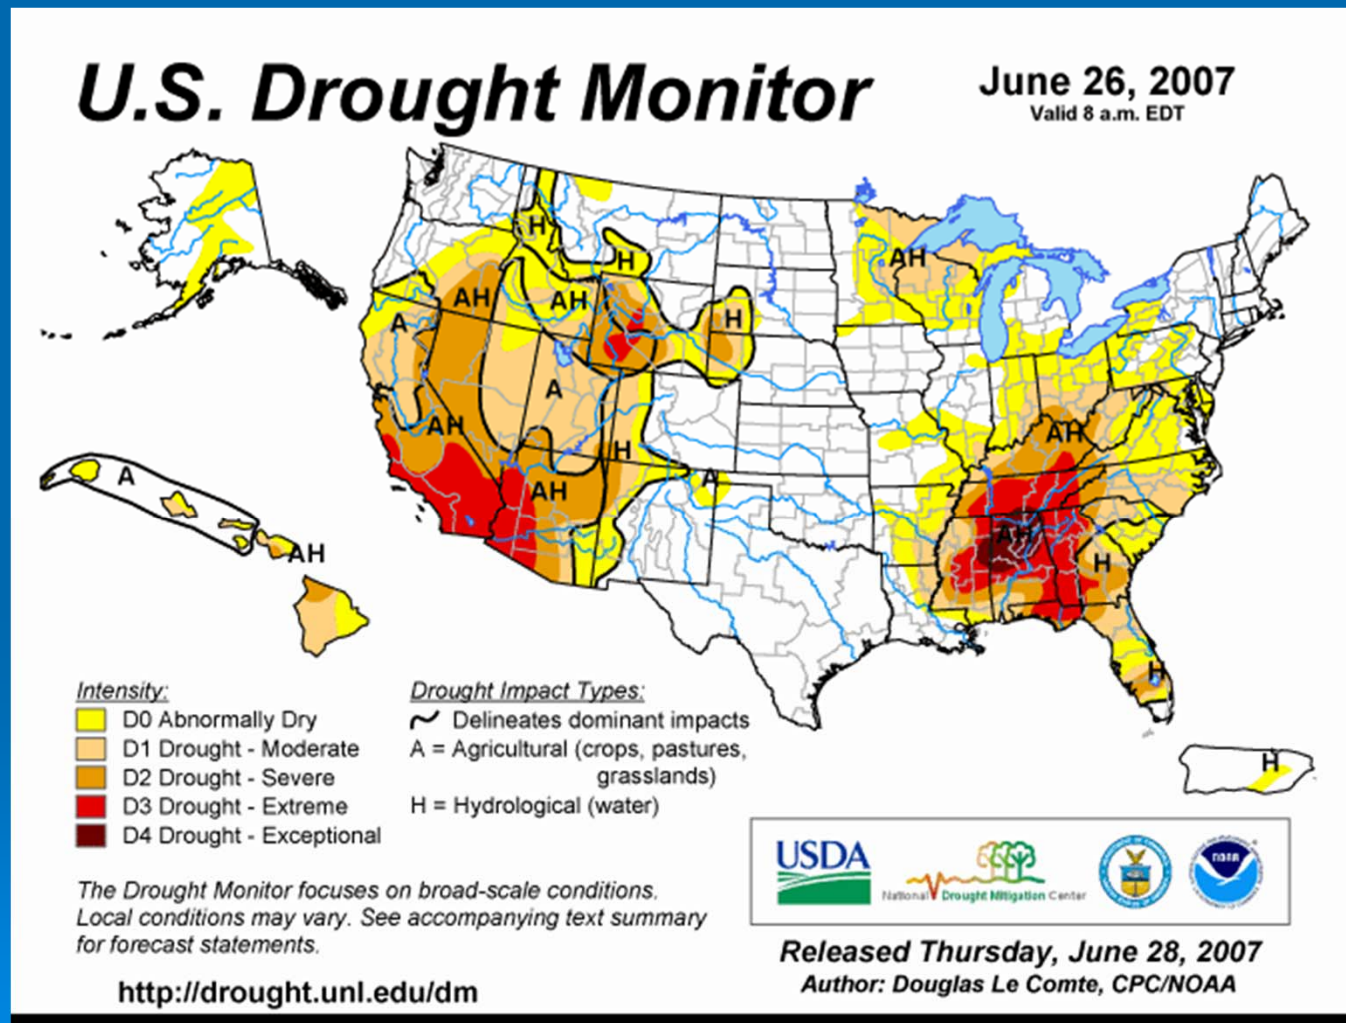 U.S. Drought Monitor
June 26, 2007
Valid 8 a.m. EDT
H
H
AH
AH
AH
H
A
A
AH
AH
H
A
AH
A
AH
AH
H
H
H
Intensity:
D0 Abnormally Dry
D1 Drought - Moderate
D2 Drought - Severe
D3 Drought - Extreme
D4 Drought - Exceptional
Drought Impact Types:
Delineates dominant impacts
A = Agricultural (crops, pastures,
grasslands)
H = Hydrological (water)
USDA
National Drought Mitigation Center
NOAA
The Drought Monitor focuses on broad-scale conditions.
Local conditions may vary. See accompanying text summary
for forecast statements.
http://drought.unl.edu/dm
Released Thursday, June 28, 2007
Author: Douglas Le Comte, CPC/NOAA